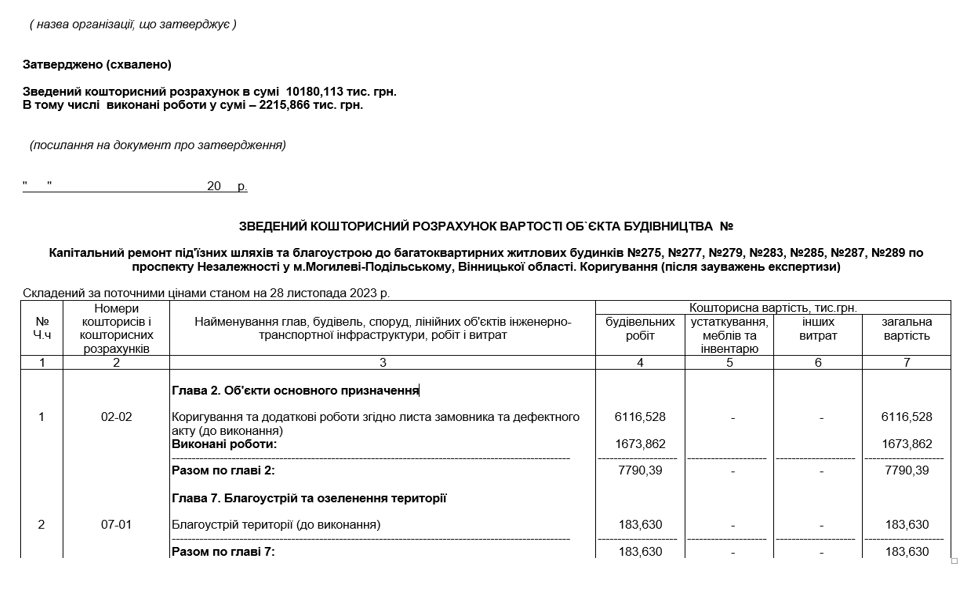 ( назва організації, що затверджує )
Затверджено (схвалено)
Зведений кошторисний розрахунок в сумі 10180,113 тис. грн.
В тому числі виконані роботи у сумі – 2215,866 тис. грн.
(посилання на документ про затвердження)
" " 20 р.
ЗВЕДЕНИЙ КОШТОРИСНИЙ РОЗРАХУНОК ВАРТОСТІ ОБ`ЄКТА БУДІВНИЦТВА №
Капітальний ремонт під'їзних шляхів та благоустрою до багатоквартирних житлових будинків №275, №277, №279, №283, №285, №287, №289 по
проспекту Незалежності у м.Могилеві-Подільському, Вінницької області. Коригування (після зауважень експертизи)
Складений за поточними цінами станом на 28 листопада 2023 р.
№
Ч.ч
Номери
кошторисів і
кошторисних
розрахунків
Найменування глав, будівель, споруд, лінійних об'єктів інженерно-
транспортної інфраструктури, робіт і витрат
Кошторисна вартість, тис.грн.
будівельних
робіт
устаткування,
меблів та
інвентарю
інших
витрат
загальна
вартість
1 2 3 4 5 6 7
Глава 2. Об'єкти основного призначення
1 02-02 Коригування та додаткові роботи згідно листа замовника та дефектного 6116,528 - - 6116,528
акту (до виконання)
Виконані роботи: 1673,862 1673,862
Разом по главі 2: 7790,39 - - 7790,39
Глава 7. Благоустрій та озеленення території
2 07-01 Благоустрій території (до виконання) 183,630 - - 183,630
Разом по главі 7: 183,630 - - 183,630